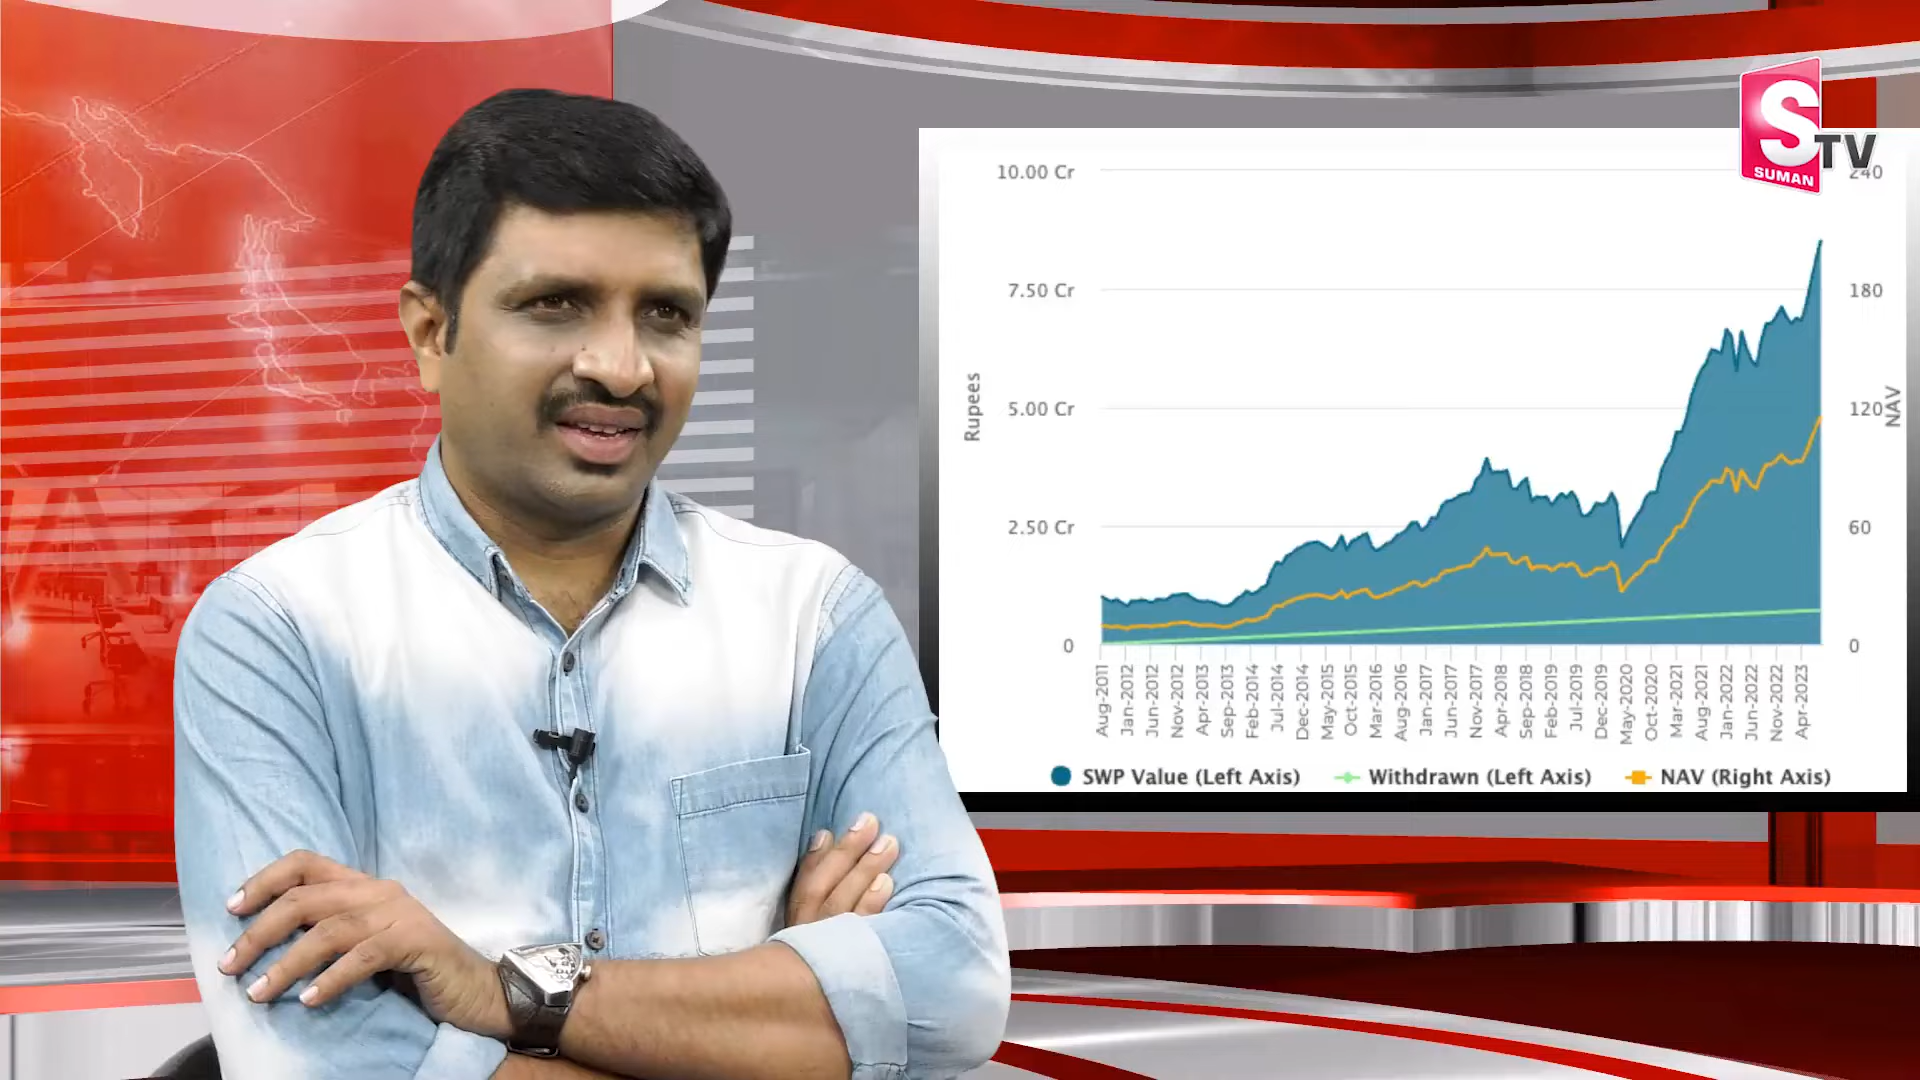 S
TV
SUMAN
10.00 Cr
7.50 Cr
5.00 Cr
2.50 Cr
0
Rupees
240
180
120
60
0
NAV
Aug-2011
Jan-2012
Jun-2012
Nov-2012
Apr-2013
Sep-2013
Feb-2014
Jul-2014
Dec-2014
May-2015
Oct-2015
Mar-2016
Aug-2016
Jan-2017
Jun-2017
Nov-2017
Apr-2018
Sep-2018
Feb-2019
Jul-2019
Dec-2019
May-2020
Oct-2020
Mar-2021
Aug-2021
Jan-2022
Jun-2022
Nov-2022
Apr-2023
SWP Value (Left Axis)
Withdrawn (Left Axis)
NAV (Right Axis)